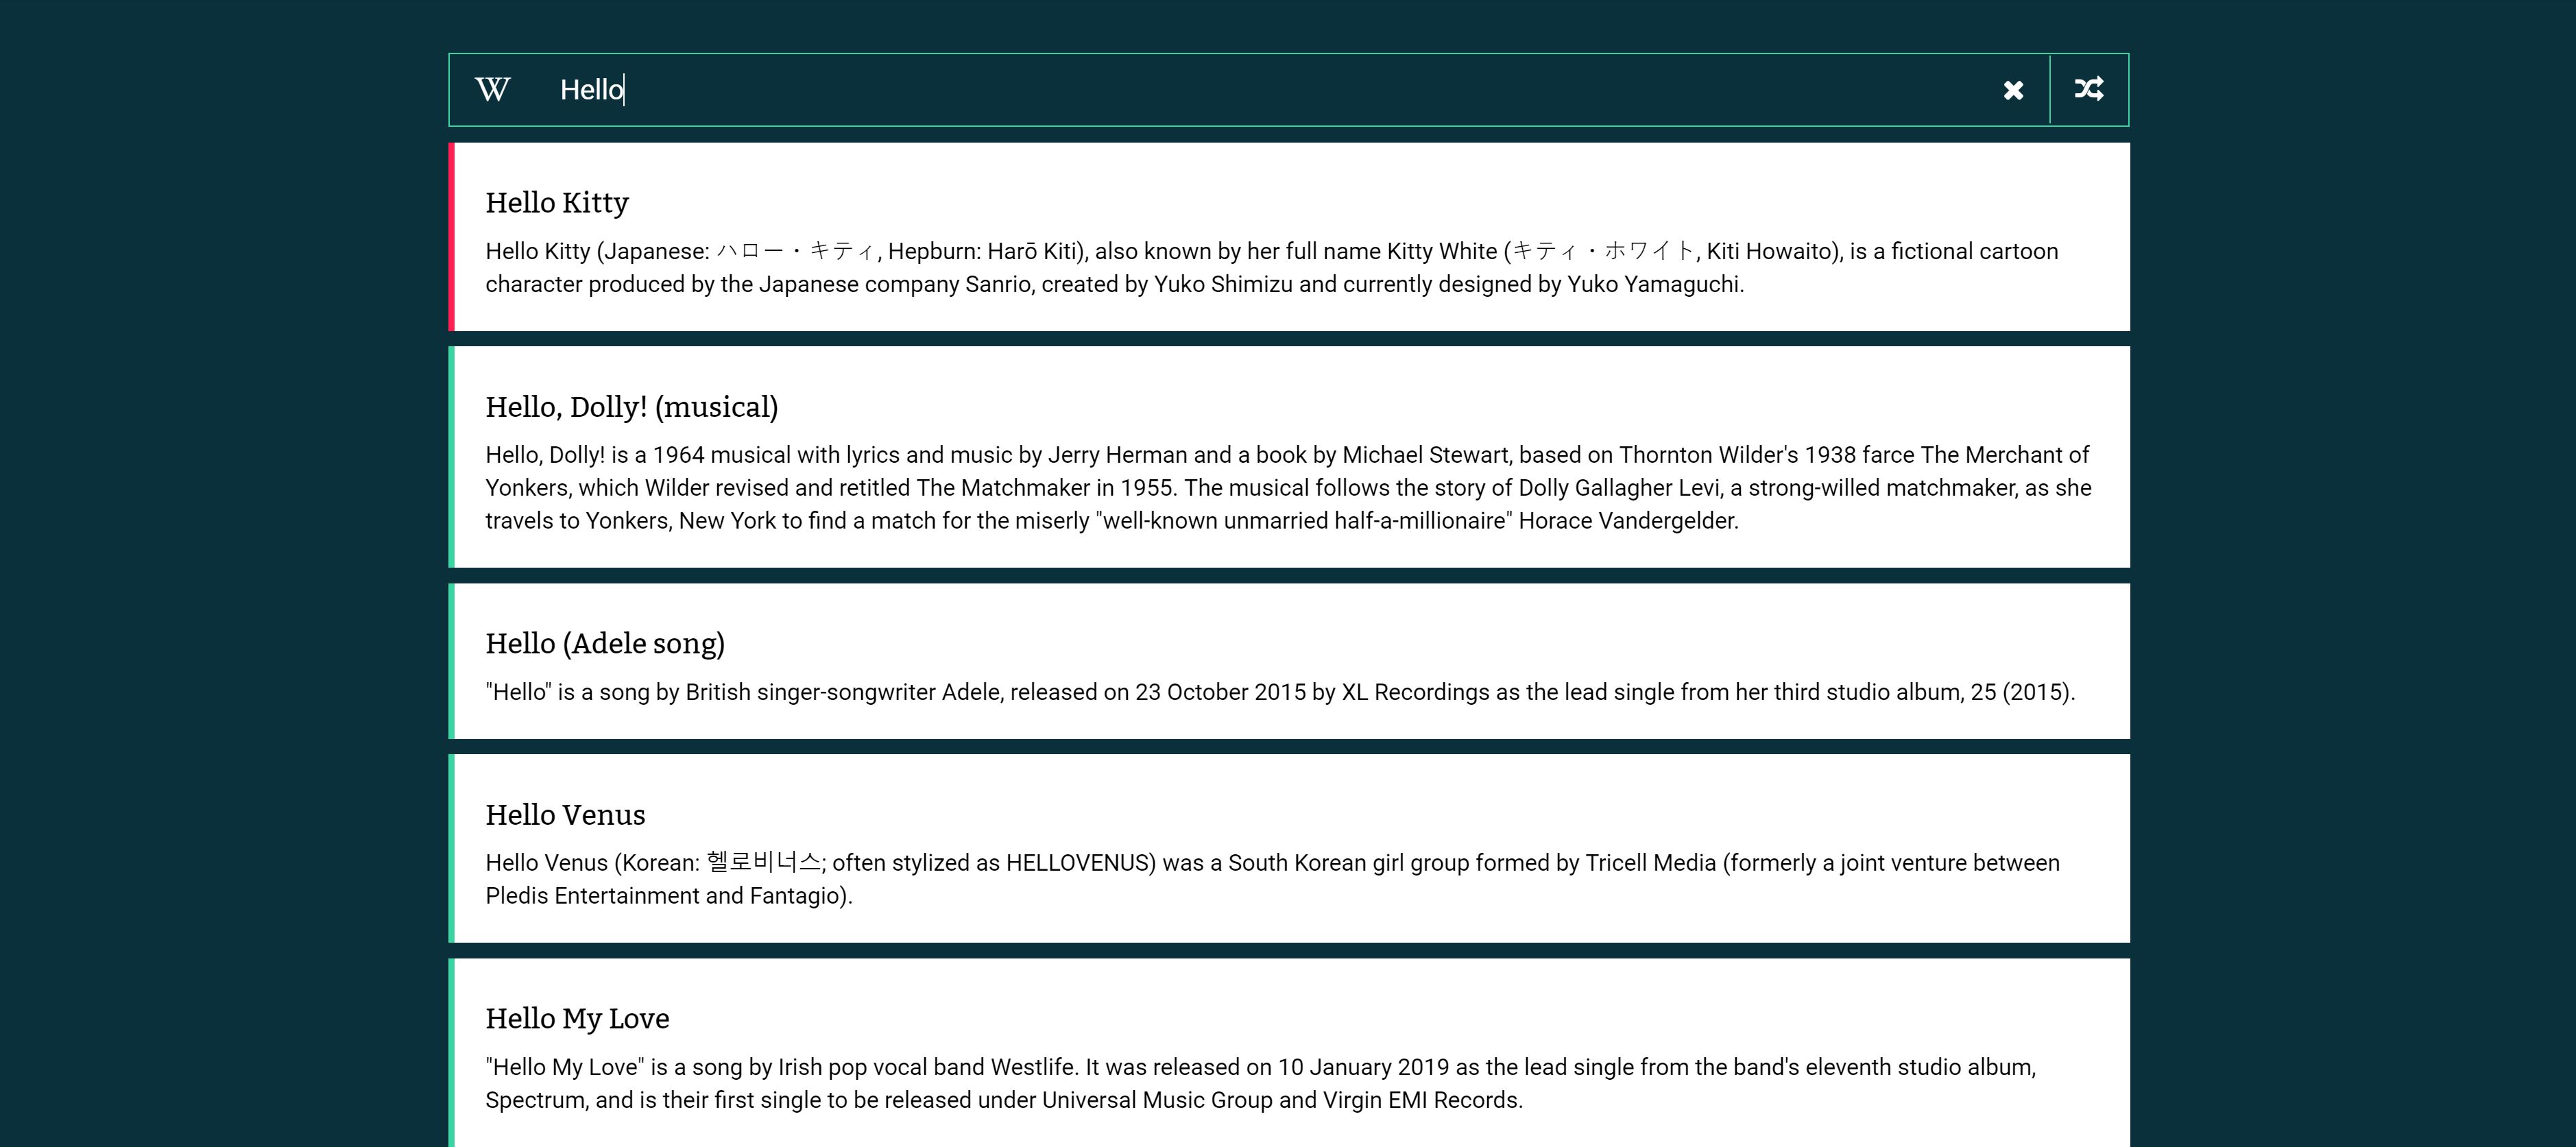 W Hello
Hello Kitty
Hello Kitty (Japanese: ハロー・キティ, Hepburn: Harō Kiti), also known by her full name Kitty White (キティ・ホワイト, Kiti Howaito), is a fictional cartoon
character produced by the Japanese company Sanrio, created by Yuko Shimizu and currently designed by Yuko Yamaguchi.
Hello, Dolly! (musical)
Hello, Dolly! is a 1964 musical with lyrics and music by Jerry Herman and a book by Michael Stewart, based on Thornton Wilder's 1938 farce The Merchant of
Yonkers, which Wilder revised and retitled The Matchmaker in 1955. The musical follows the story of Dolly Gallagher Levi, a strong-willed matchmaker, as she
travels to Yonkers, New York to find a match for the miserly "well-known unmarried half-a-millionaire" Horace Vandergelder.
Hello (Adele song)
"Hello" is a song by British singer-songwriter Adele, released on 23 October 2015 by XL Recordings as the lead single from her third studio album, 25 (2015).
Hello Venus
Hello Venus (Korean: 헬로비너스; often stylized as HELLOVENUS) was a South Korean girl group formed by Tricell Media (formerly a joint venture between
Pledis Entertainment and Fantagio).
Hello My Love
"Hello My Love" is a song by Irish pop vocal band Westlife. It was released on 10 January 2019 as the lead single from the band's eleventh studio album,
Spectrum, and is their first single to be released under Universal Music Group and Virgin EMI Records.